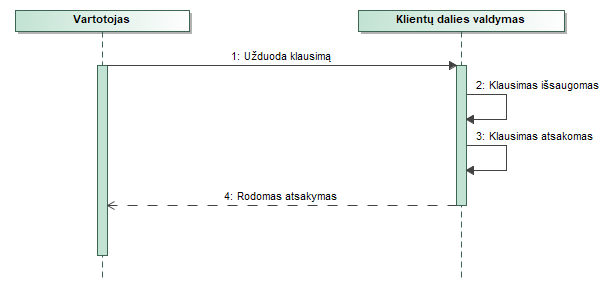 Vartotojas
Klientų dalies valdymas
1: Užduoda klausimą
2: Klausimas išsaugomas
3: Klausimas atsakomas
4: Rodomas atsakymas